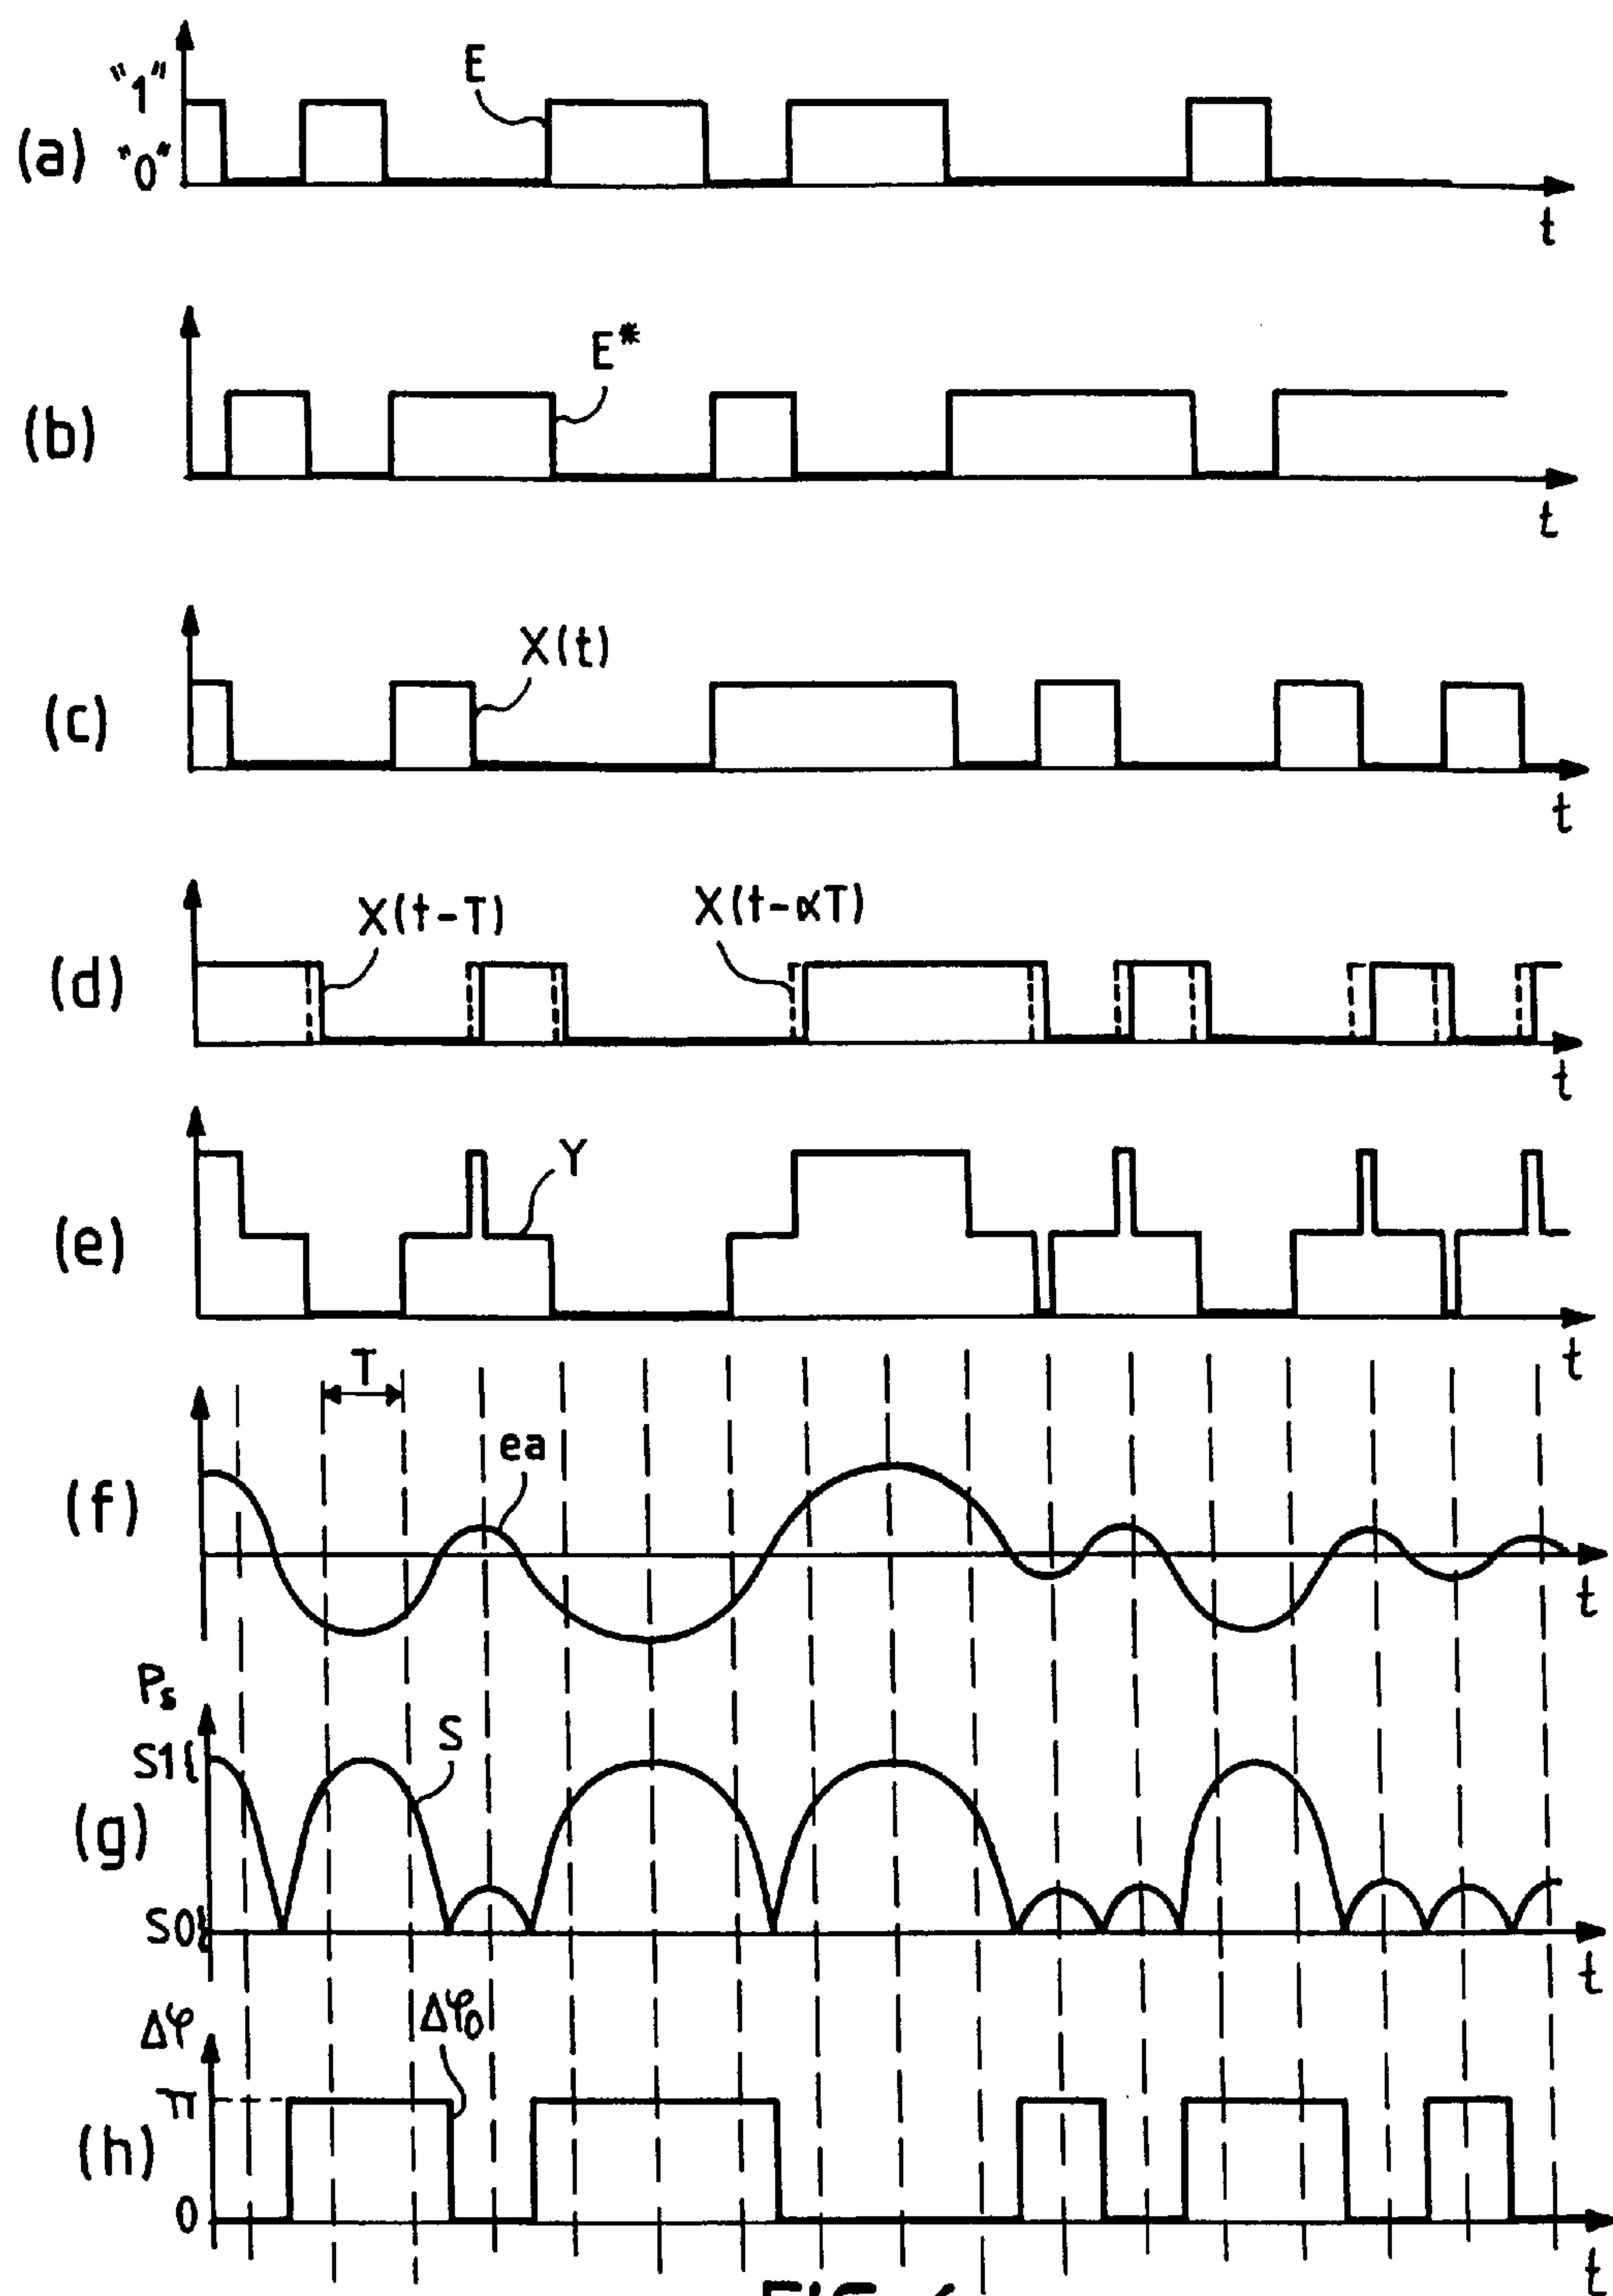 "1"
E
(a)
"0"
t
E*
(b)
t
X(t)
(c)
t
X(t-T)
X(t-αT)
(d)
t
Y
(e)
t
T
ea
(f)
t
Ps
S1
S
(g)
S0
t
Δφ
Δφ0
π
(h)
0
t